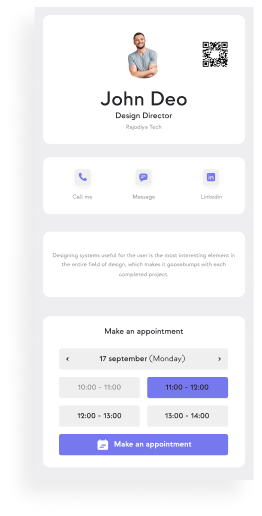 John Deo
Design Director
Rajodiya Tech
Call me Message Linkedin
Designing systems useful for the user is the most interesting element in
the entire field of design, which makes it goosebumps with each
completed project.
Make an appointment
‹ 17 september (Monday) ›
10:00 - 11:00 11:00 - 12:00
12:00 - 13:00 13:00 - 14:00
Make an appointment